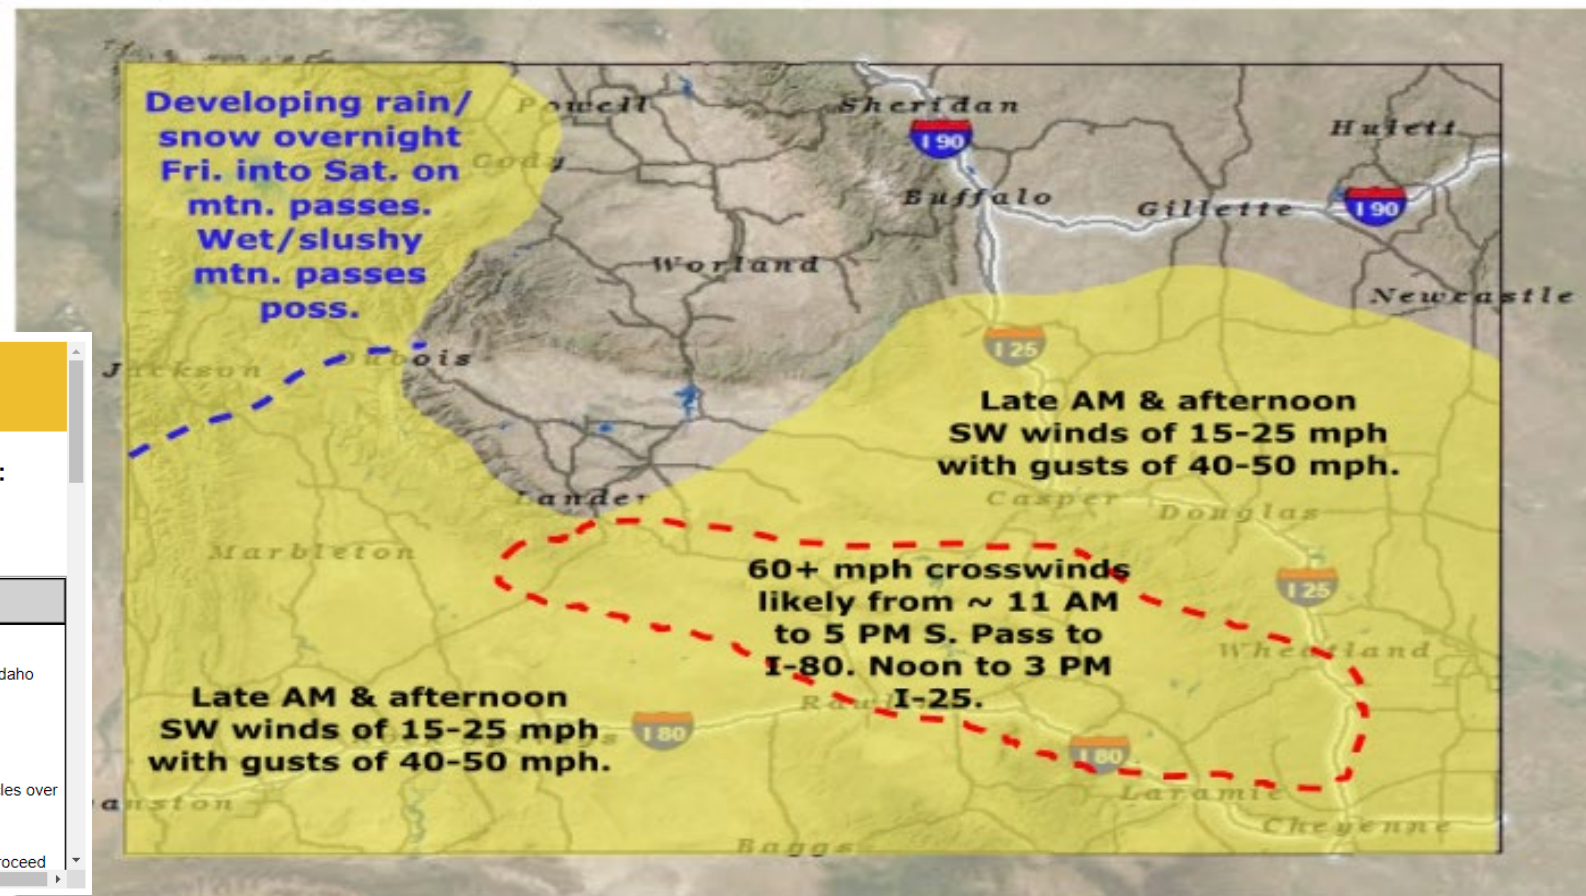 Developing rain/
snow overnight
Fri. into Sat. on
mtn. passes.
Wet/slushy
mtn. passes
poss.
Powell
Cody
Sheridan
I 90
Hulett
Buffalo
Gillette
I 90
Worland
Newcastle
I 25
Jackson
Dubois
Late AM & afternoon
SW winds of 15-25 mph
with gusts of 40-50 mph.
:
Lander
Casper
Douglas
Marbleton
60+ mph crosswinds
likely from ~ 11 AM
to 5 PM S. Pass to
I-80. Noon to 3 PM
I-25.
I 25
Wheatland
daho
Late AM & afternoon
SW winds of 15-25 mph
with gusts of 40-50 mph.
I 80
I 80
les over
anston
Laramie
Cheyenne
Baggs
roceed